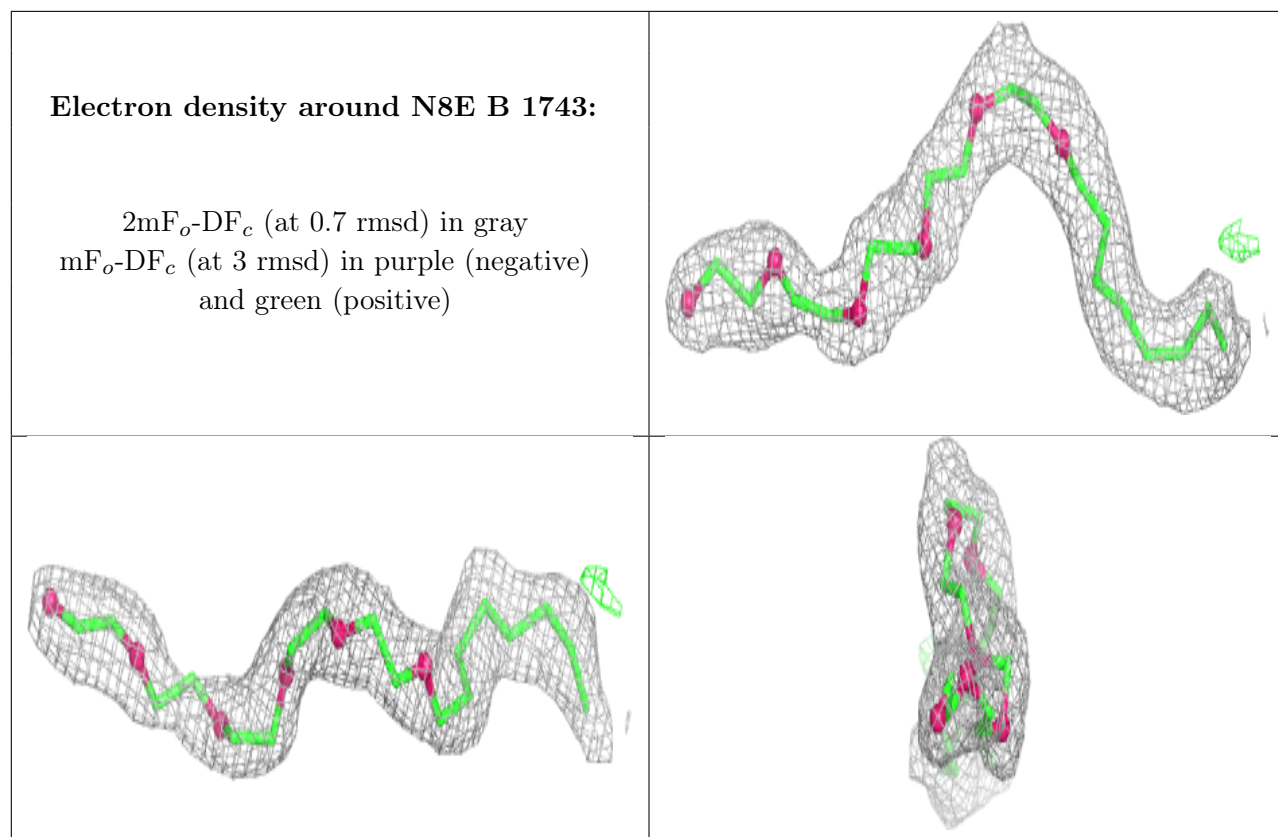 Electron density around N8E B 1743:
2mFo-DFc (at 0.7 rmsd) in gray
mFo-DFc (at 3 rmsd) in purple (negative)
and green (positive)